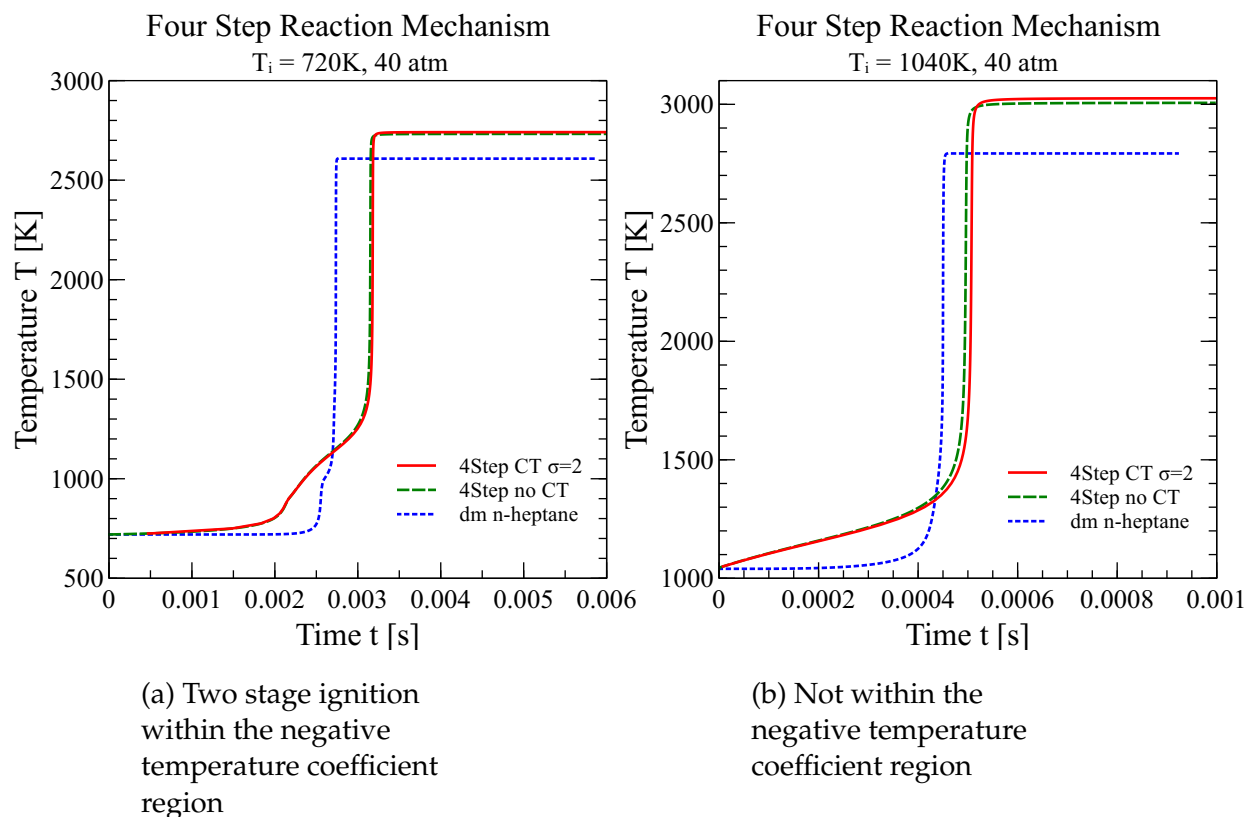 Four Step Reaction Mechanism
T_i = 720K, 40 atm
Temperature T [K]
3000
2500
2000
1500
1000
500
4Step CT σ=2
4Step no CT
dm n-heptane
0 0.001 0.002 0.003 0.004 0.005 0.006
Time t [s]
(a) Two stage ignition
within the negative
temperature coefficient
region
Four Step Reaction Mechanism
T_i = 1040K, 40 atm
Temperature T [K]
3000
2500
2000
1500
1000
4Step CT σ=2
4Step no CT
dm n-heptane
0 0.0002 0.0004 0.0006 0.0008 0.001
Time t [s]
(b) Not within the
negative temperature
coefficient region